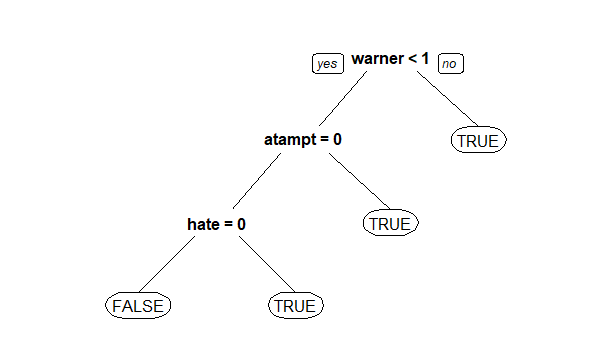 yes warner < 1 no
atampt = 0 TRUE
hate = 0 TRUE
FALSE TRUE